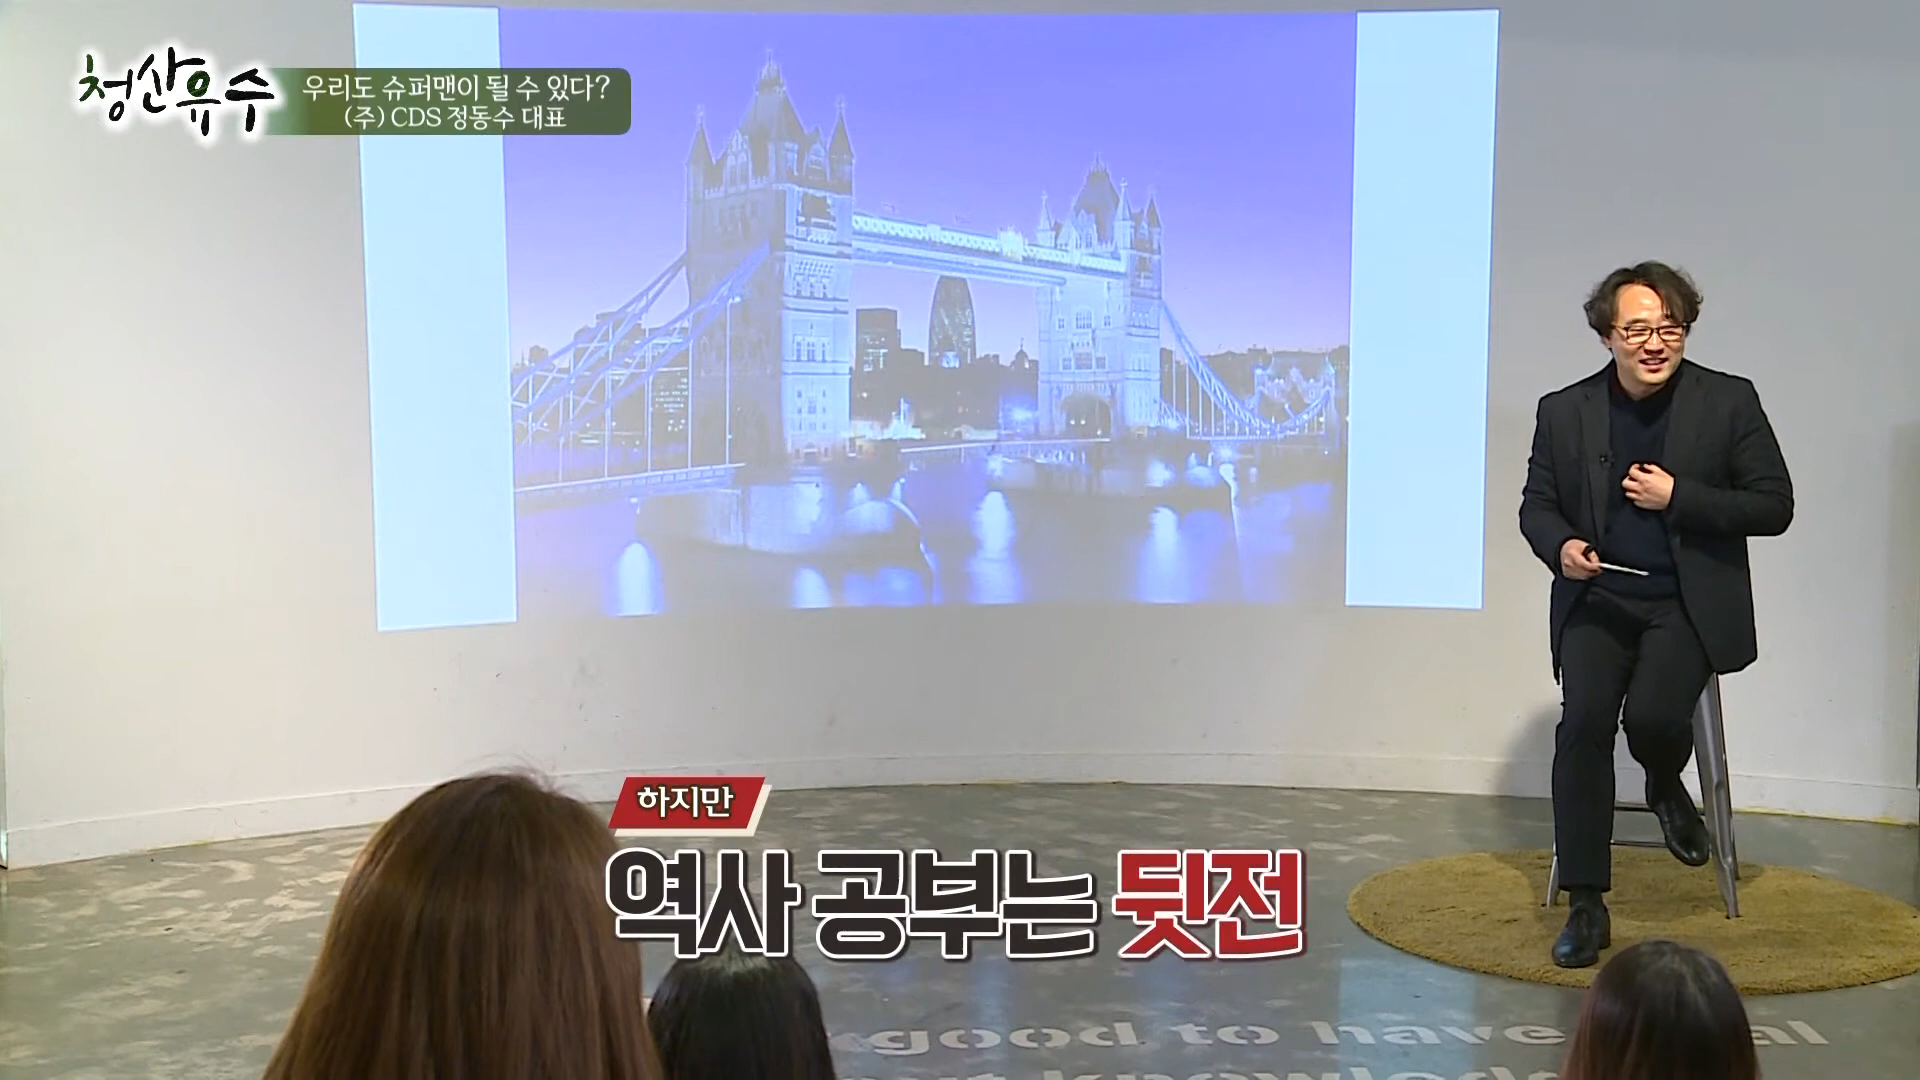 청산유수
우리도 슈퍼맨이 될 수 있다?
(주) CDS 정동수 대표
하지만
역사 공부는 뒷전
good to have